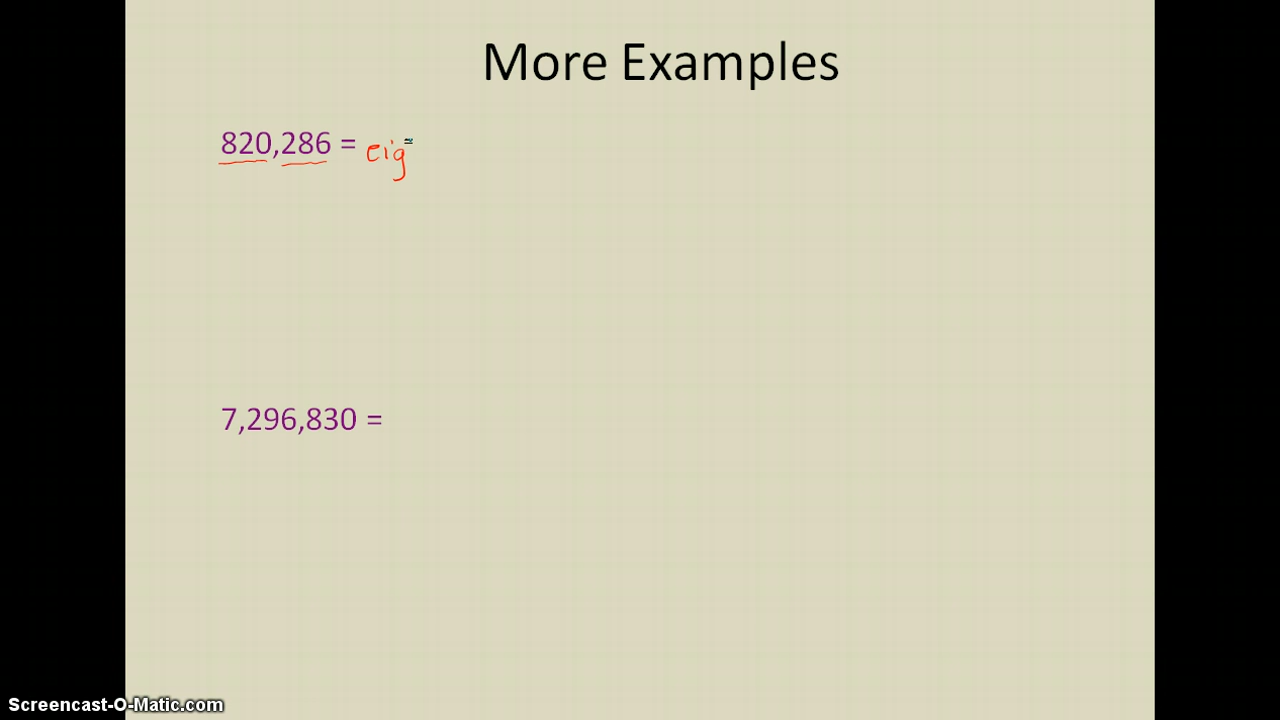 More Examples
820,286 = eig
7,296,830 =
Screencast-O-Matic.com